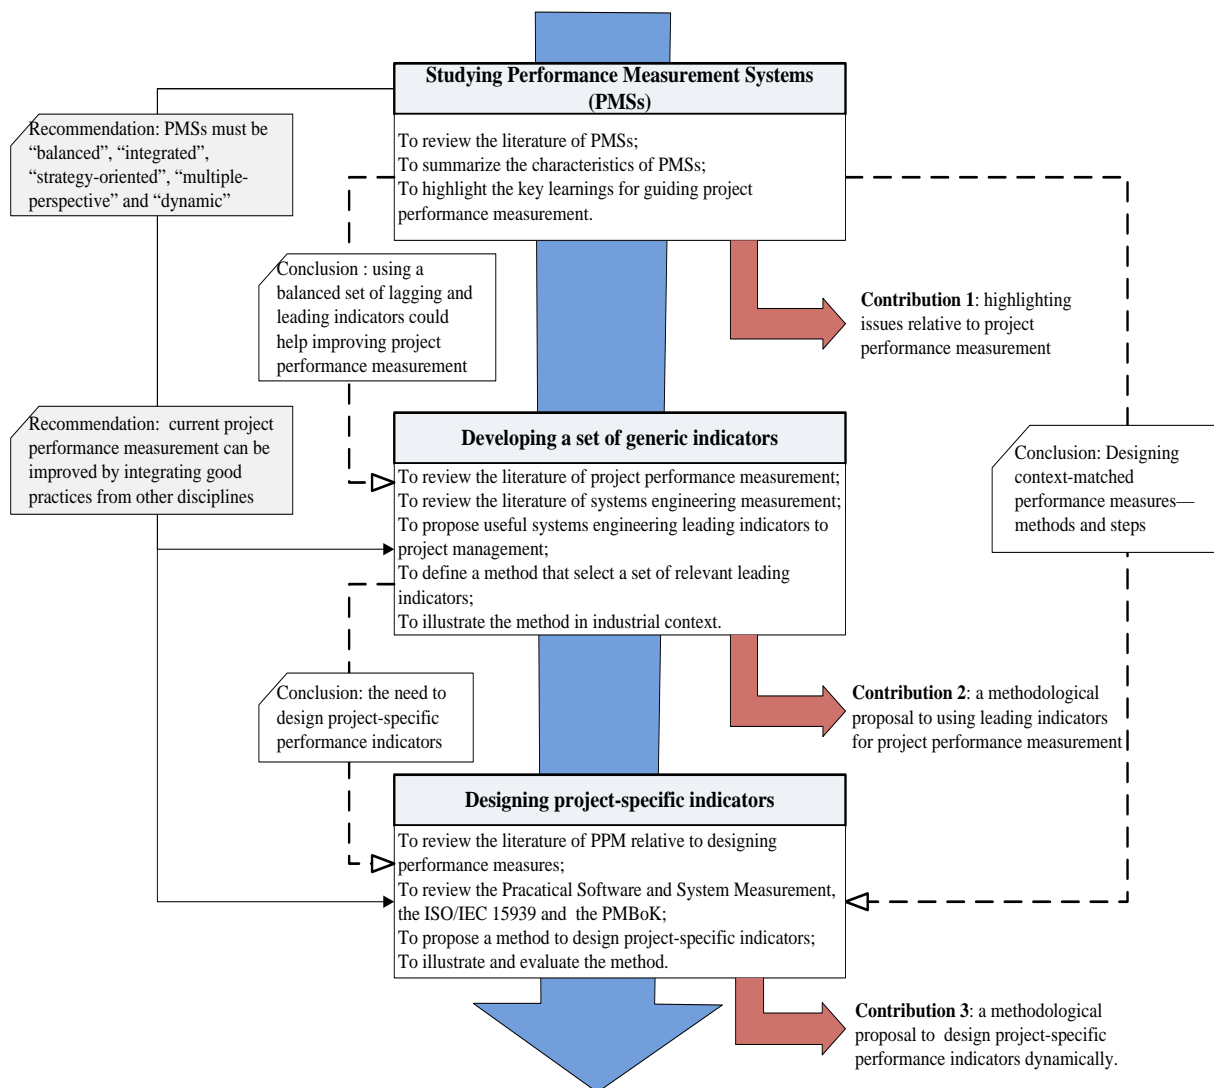 Studying Performance Measurement Systems
(PMSs)
To review the literature of PMSs;
To summarize the characteristics of PMSs;
To highlight the key learnings for guiding project
performance measurement.
Recommendation: PMSs must be
“balanced”, “integrated”,
“strategy-oriented”, “multiple-
perspective” and “dynamic”
Conclusion : using a
balanced set of lagging and
leading indicators could
help improving project
performance measurement
Contribution 1: highlighting
issues relative to project
performance measurement
Recommendation: current project
performance measurement can be
improved by integrating good
practices from other disciplines
Developing a set of generic indicators
To review the literature of project performance measurement;
To review the literature of systems engineering measurement;
To propose useful systems engineering leading indicators to
project management;
To define a method that select a set of relevant leading
indicators;
To illustrate the method in industrial context.
Conclusion: Designing
context-matched
performance measures—
methods and steps
Conclusion: the need to
design project-specific
performance indicators
Contribution 2: a methodological
proposal to using leading indicators
for project performance measurement
Designing project-specific indicators
To review the literature of PPM relative to designing
performance measures;
To review the Pracatical Software and System Measurement,
the ISO/IEC 15939 and the PMBoK;
To propose a method to design project-specific indicators;
To illustrate and evaluate the method.
Contribution 3: a methodological
proposal to design project-specific
performance indicators dynamically.